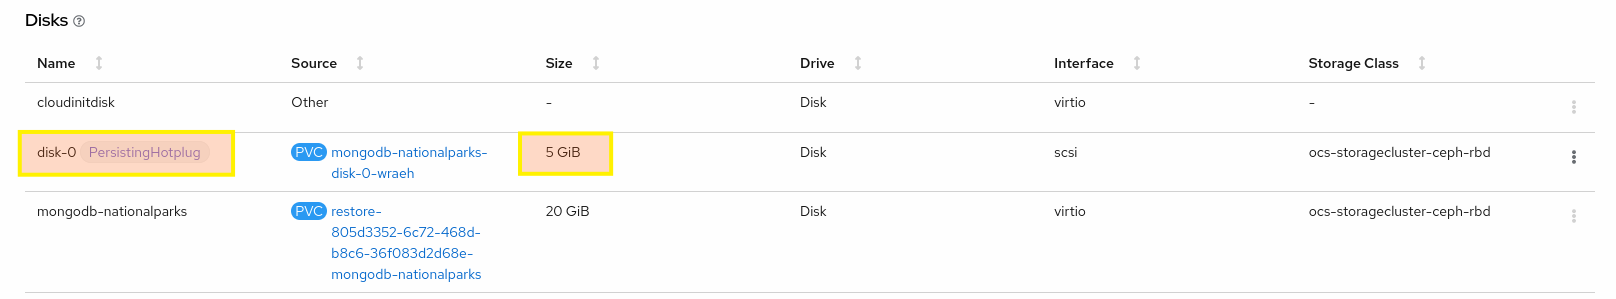 Disks
Name Source Size Drive Interface Storage Class
cloudinitdisk Other - Disk virtio -
disk-0 PersistingHotplug PVC mongodb-nationalparks- 5 GiB Disk scsi ocs-storagecluster-ceph-rbd
disk-0-wraeh
mongodb-nationalparks PVC restore- 20 GiB Disk virtio ocs-storagecluster-ceph-rbd
805d3352-6c72-468d-
b8c6-36f083d2d68e-
mongodb-nationalparks